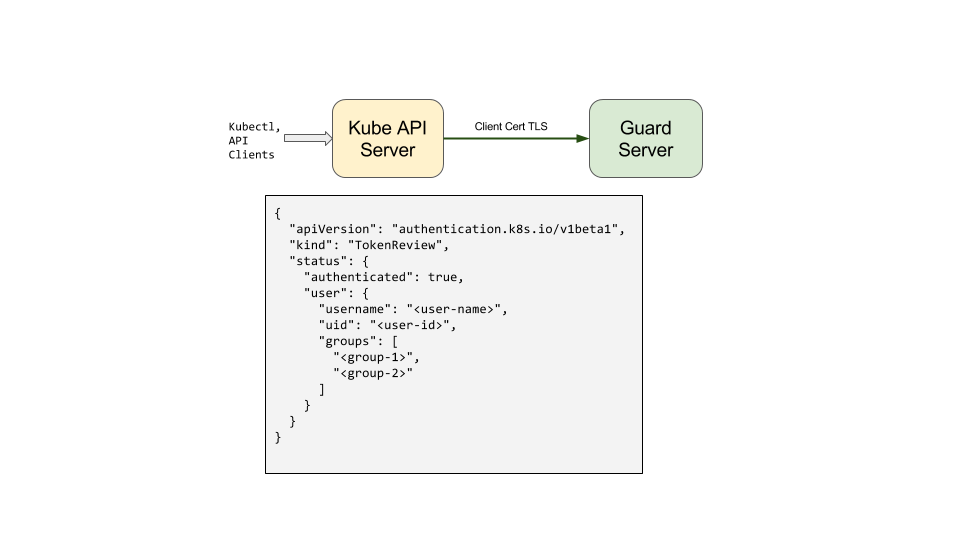 Kubectl,
API
Clients
Kube API
Server
Client Cert TLS
Guard
Server
{
  "apiVersion": "authentication.k8s.io/v1beta1",
  "kind": "TokenReview",
  "status": {
    "authenticated": true,
    "user": {
      "username": "<user-name>",
      "uid": "<user-id>",
      "groups": [
        "<group-1>",
        "<group-2>"
      ]
    }
  }
}